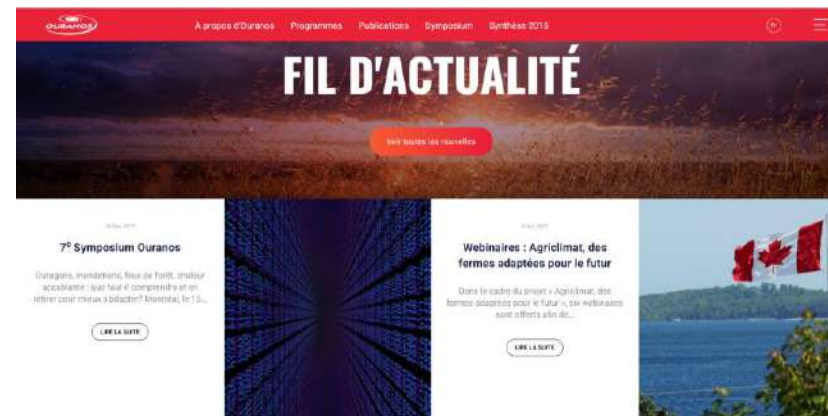 OURANOS
À propos d'Ouranos Programmes Publications Symposium Synthèse 2015
FIL D'ACTUALITÉ
Voir toutes les nouvelles
7e Symposium Ouranos
Ouragans, inondations, feux de forêt, chaleur
accablante : que faut-il comprendre et en
retirer pour mieux s'adapter? Montréal, le 15...
LIRE LA SUITE
Webinaires : Agriclimat, des
fermes adaptées pour le futur
Dans le cadre du projet « Agriclimat, des
fermes adaptées pour le futur », six webinaires
sont offerts afin de...
LIRE LA SUITE